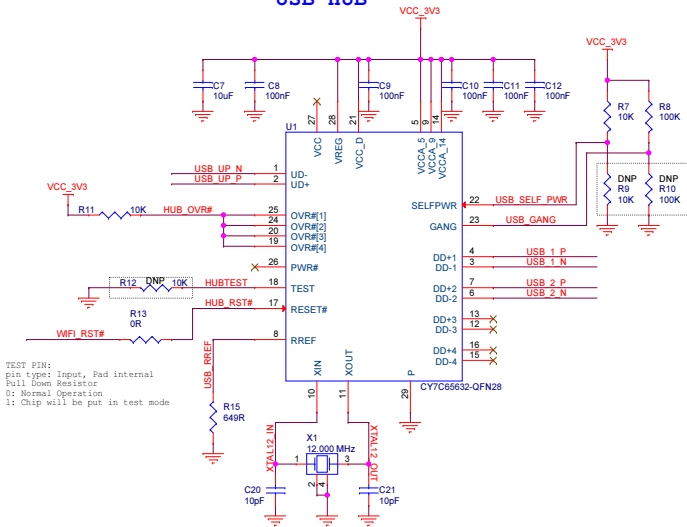 USB HUB
VCC_3V3
VCC_3V3
C7
10uF
C8
100nF
C9
100nF
C10
100nF
C11
100nF
C12
100nF
R7
10K
R8
100K
27
28
21
5
9
14
U1
VCC
VREG
VCC_D
VCCA_5
VCCA_9
VCCA_14
USB_UP_N
1
UD-
USB_UP_P
2
UD+
DNP
R9
10K
DNP
R10
100K
VCC_3V3
R11
10K
HUB_OVR#
25
OVR#[1]
24
OVR#[2]
20
OVR#[3]
19
OVR#[4]
SELFPWR
22
USB_SELF_PWR
GANG
23
USB_GANG
26
PWR#
DD+1
4
USB_1_P
DD-1
3
USB_1_N
R12
DNP
10K
HUBTEST
18
TEST
DD+2
7
USB_2_P
DD-2
6
USB_2_N
HUB_RST#
17
RESET#
R13
0R
WIFI_RST#
DD+3
13
DD-3
12
8
RREF
DD+4
16
DD-4
15
USB_RREF
XIN
XOUT
P
10
11
29
CY7C65632-QFN28
TEST PIN:
pin type: Input, Pad internal
Pull Down Resistor
0: Normal Operation
1: Chip will be put in test mode
R15
649R
XTAL12_IN
XTAL12_OUT
X1
12.000 MHz
1
3
2
4
C20
10pF
C21
10pF